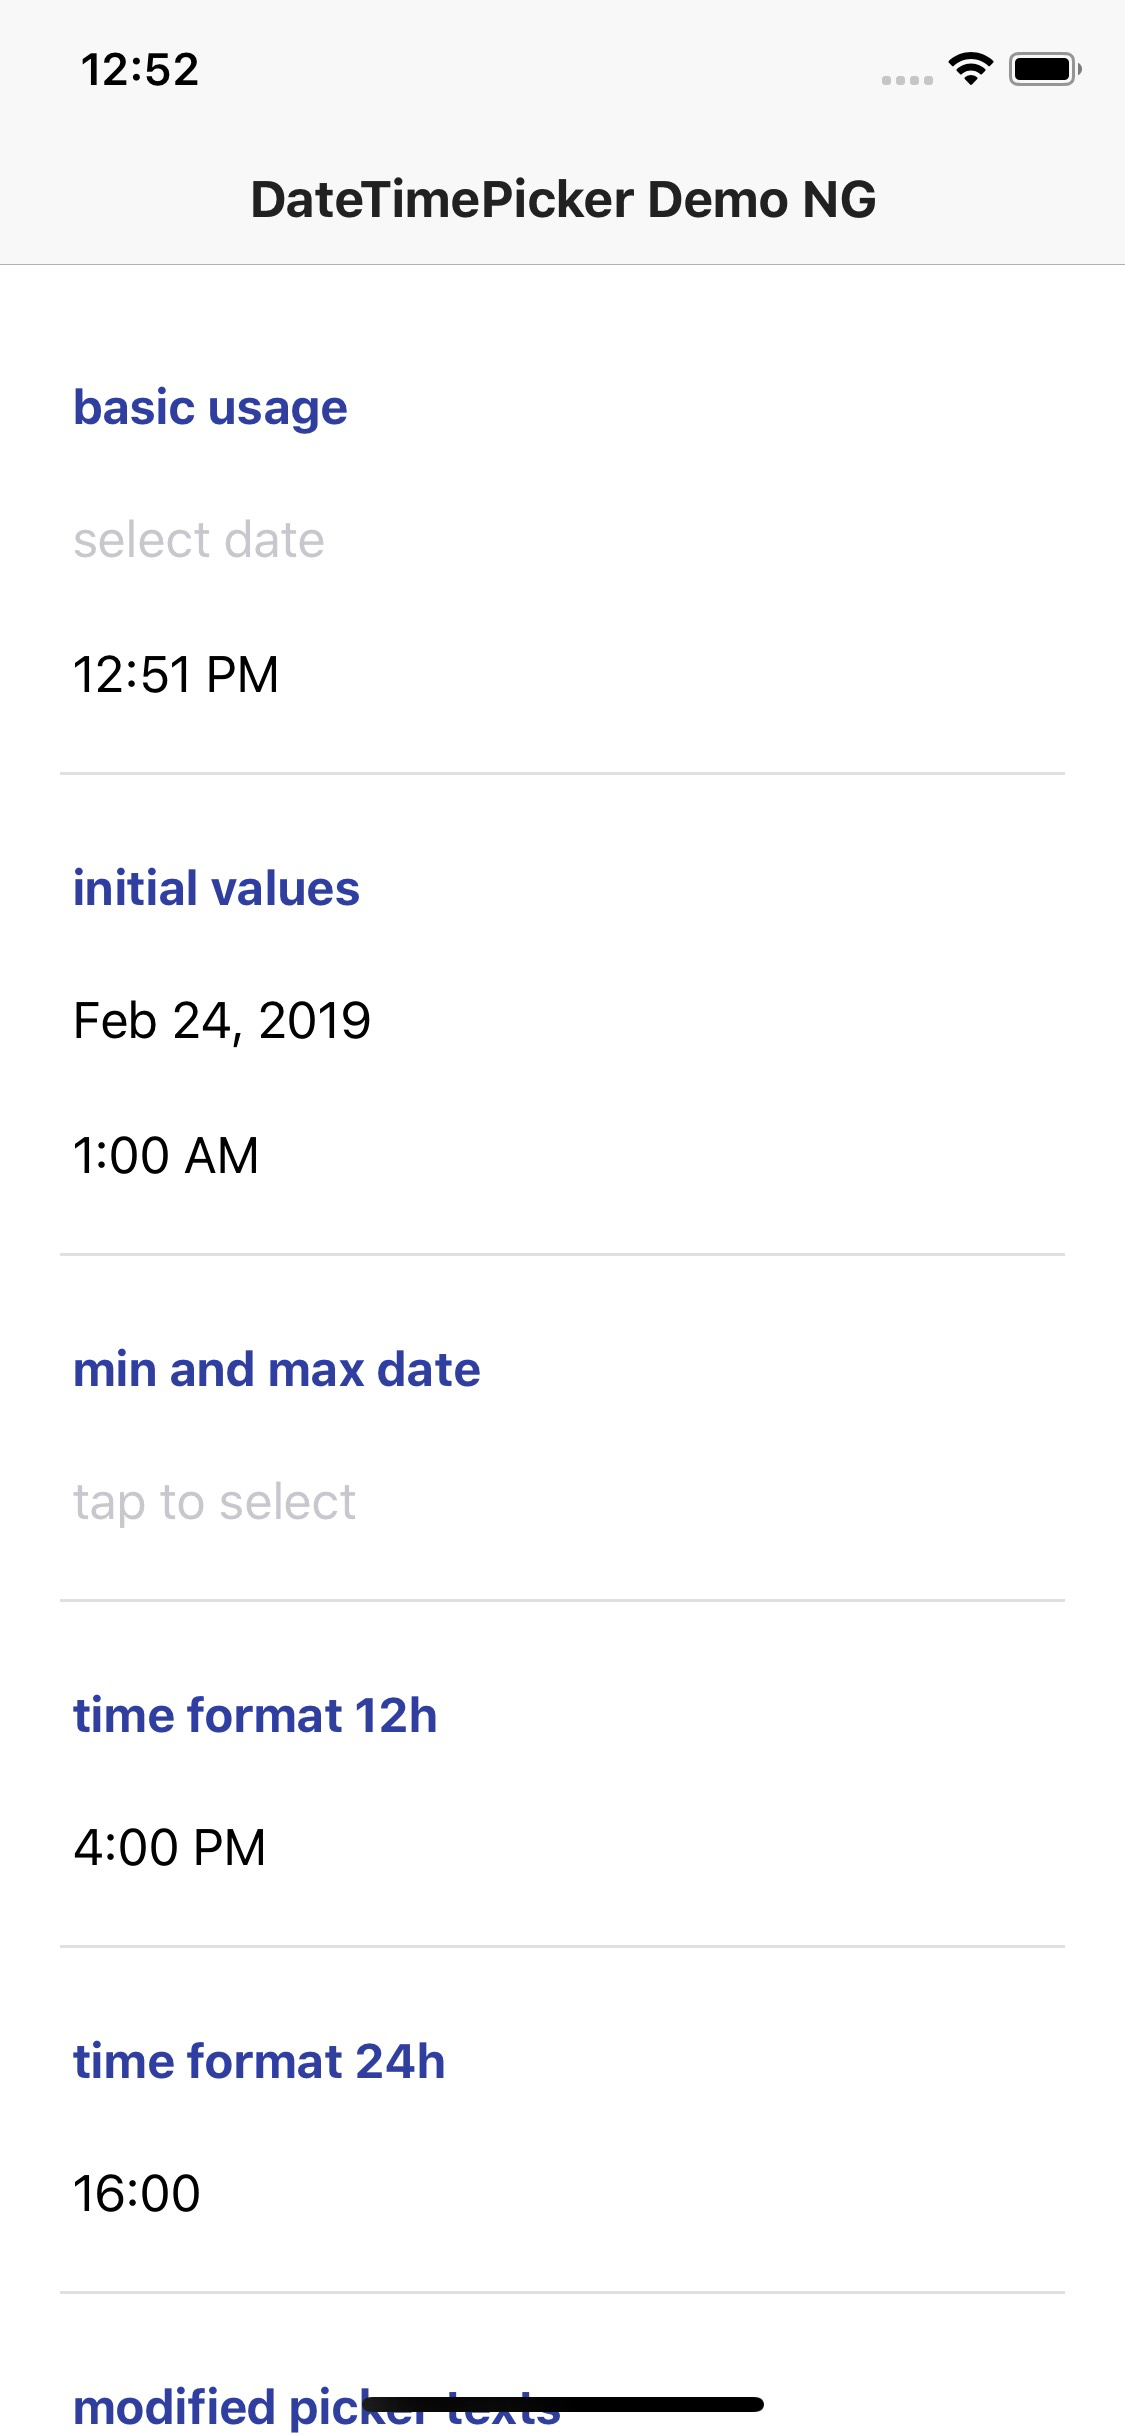 12:52
DateTimePicker Demo NG
basic usage
select date
12:51 PM
initial values
Feb 24, 2019
1:00 AM
min and max date
tap to select
time format 12h
4:00 PM
time format 24h
16:00
modified picker texts